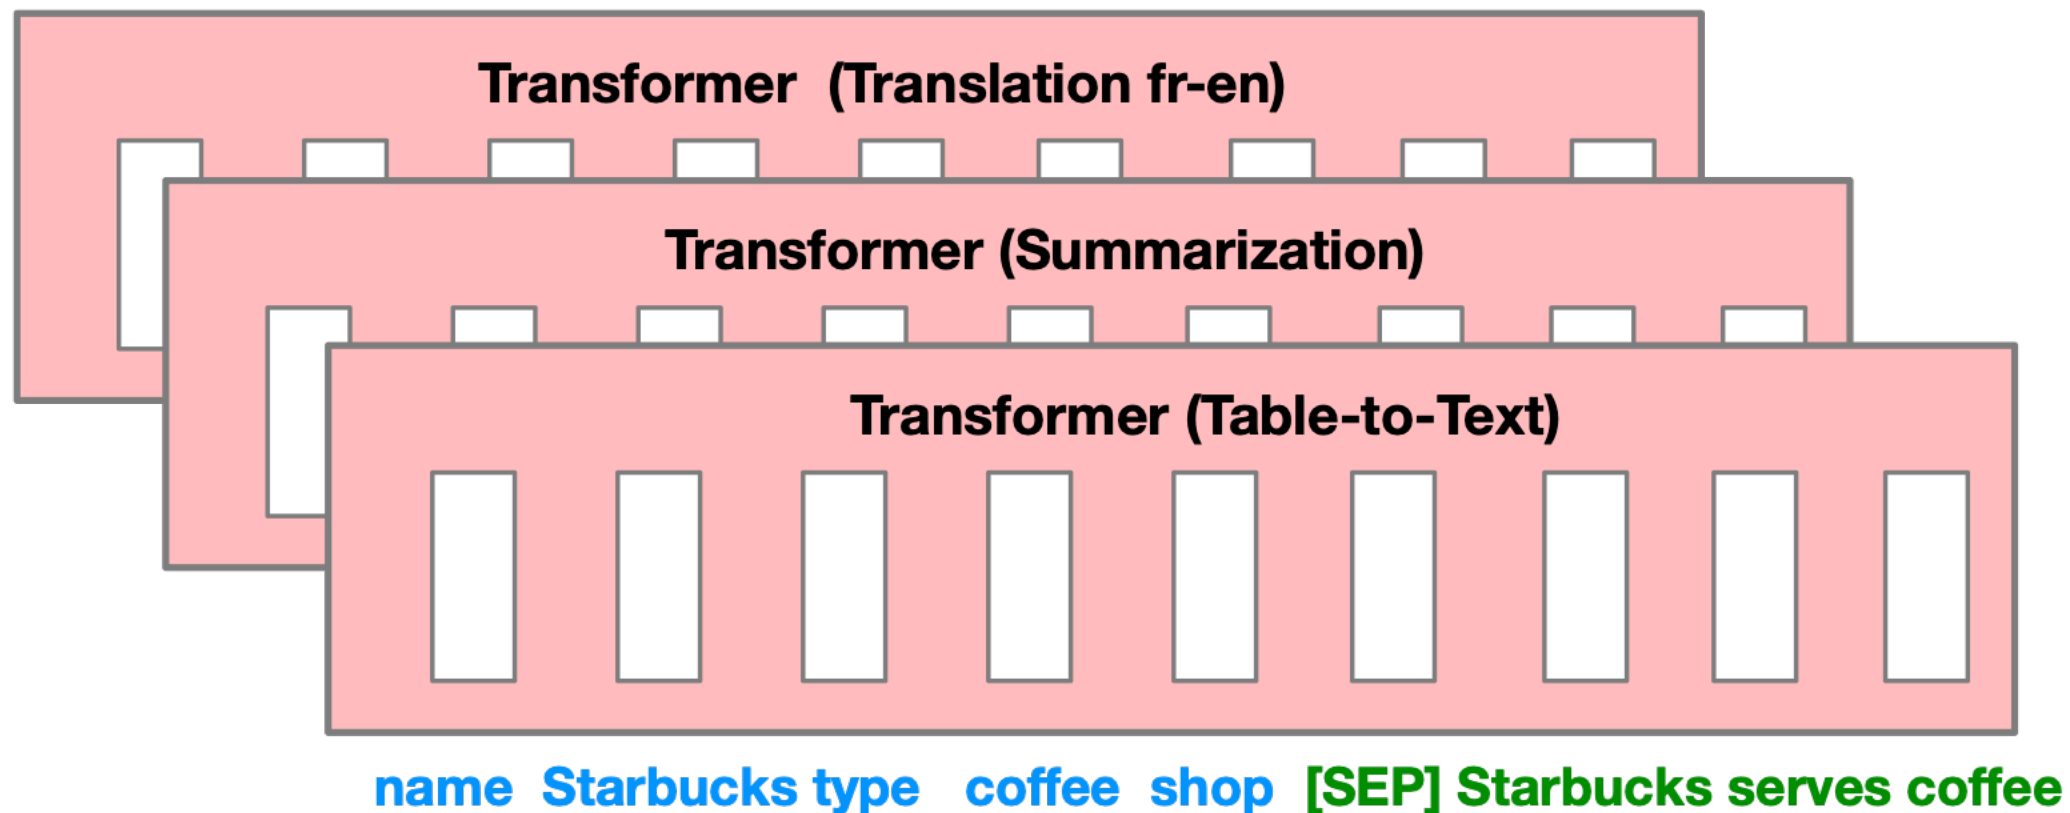 Transformer (Translation fr-en)
Transformer (Summarization)
Transformer (Table-to-Text)
name Starbucks type coffee shop [SEP] Starbucks serves coffee